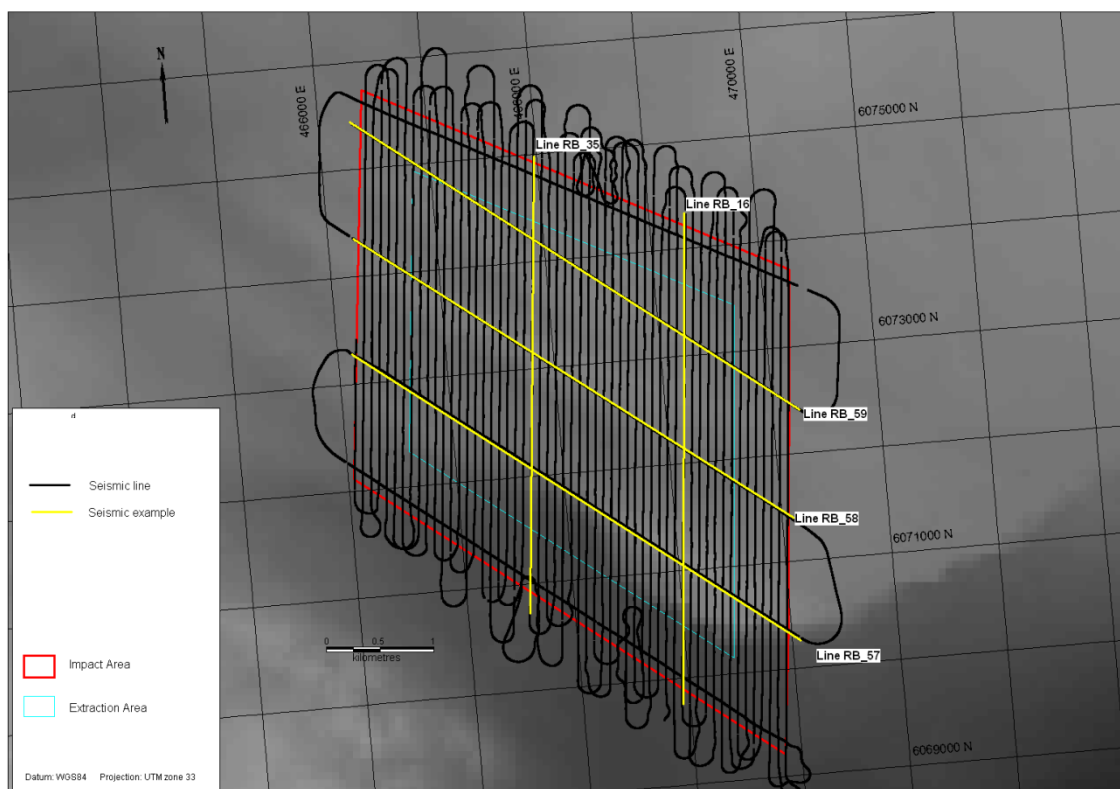 N
466000 E
468000 E
470000 E
6075000 N
Line RB_35
Line RB_16
6073000 N
Line RB_59
Line RB_58
6071000 N
Line RB_57
6069000 N
0 0.5 1
kilometres
d
Seismic line
Seismic example
Impact Area
Extraction Area
Datum: WGS84 Projection: UTM zone 33